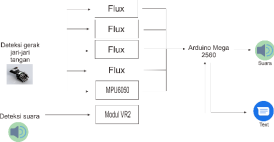 Flux
Flux
Deteksi gerak
jari-jari
tangan
Flux
Arduino Mega
2560
Suara
Flux
MPU6050
Modul VR2
Deteksi suara
Text